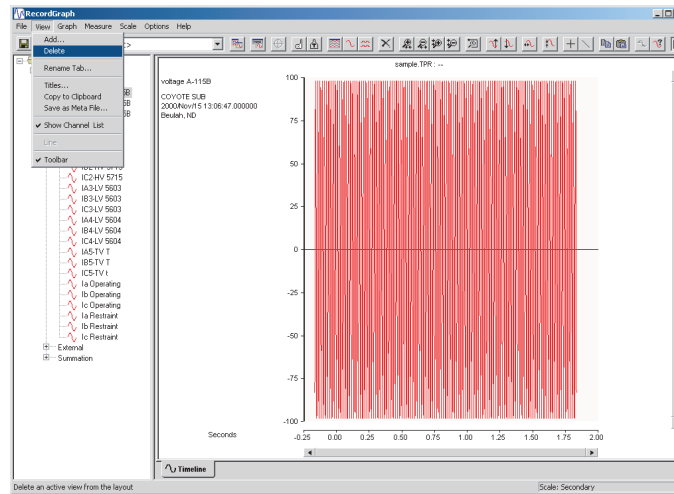 RecordGraph
File View Graph Measure Scale Options Help
Add...
Delete
Rename Tab...
Titles...
Copy to Clipboard
Save as Meta File...
Show Channel List
Line
Toolbar
IC2-HV 5715
IA3-LV 5603
IB3-LV 5603
IC3-LV 5603
IA4-LV 5604
IB4-LV 5604
IC4-LV 5604
IA5-TV T
IB5-TV T
IC5-TV t
Ia Operating
Ib Operating
Ic Operating
Ia Restraint
Ib Restraint
Ic Restraint
External
Summation
sample.TPR : --
voltage A-115B
COYOTE SUB
2000/Nov/15 13:06:47.000000
Beulah, ND
100
75
50
25
0
-25
-50
-75
-100
Seconds
-0.25 0.00 0.25 0.50 0.75 1.00 1.25 1.50 1.75 2.00
Timeline
Delete an active view from the layout
Scale: Secondary